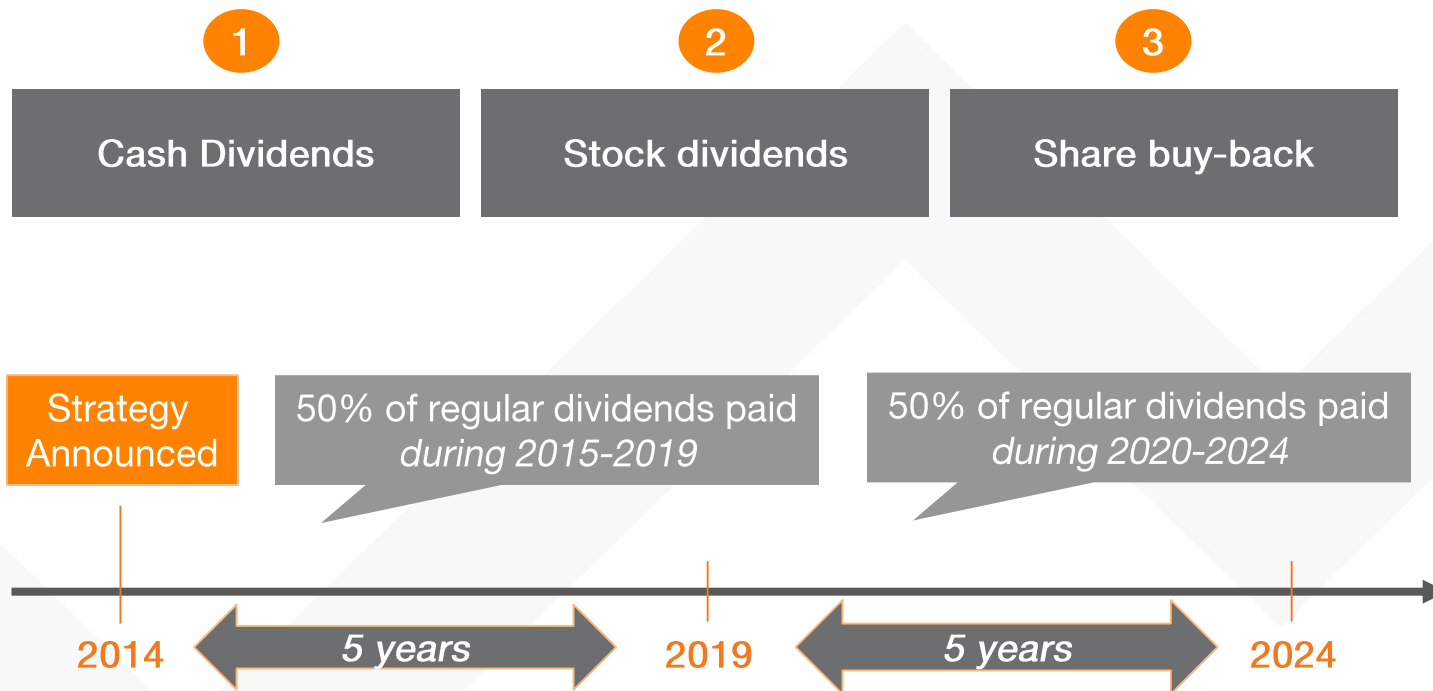 1
2
3
Cash Dividends
Stock dividends
Share buy-back
Strategy
Announced
50% of regular dividends paid
during 2015-2019
50% of regular dividends paid
during 2020-2024
5 years
5 years
2014
2019
2024